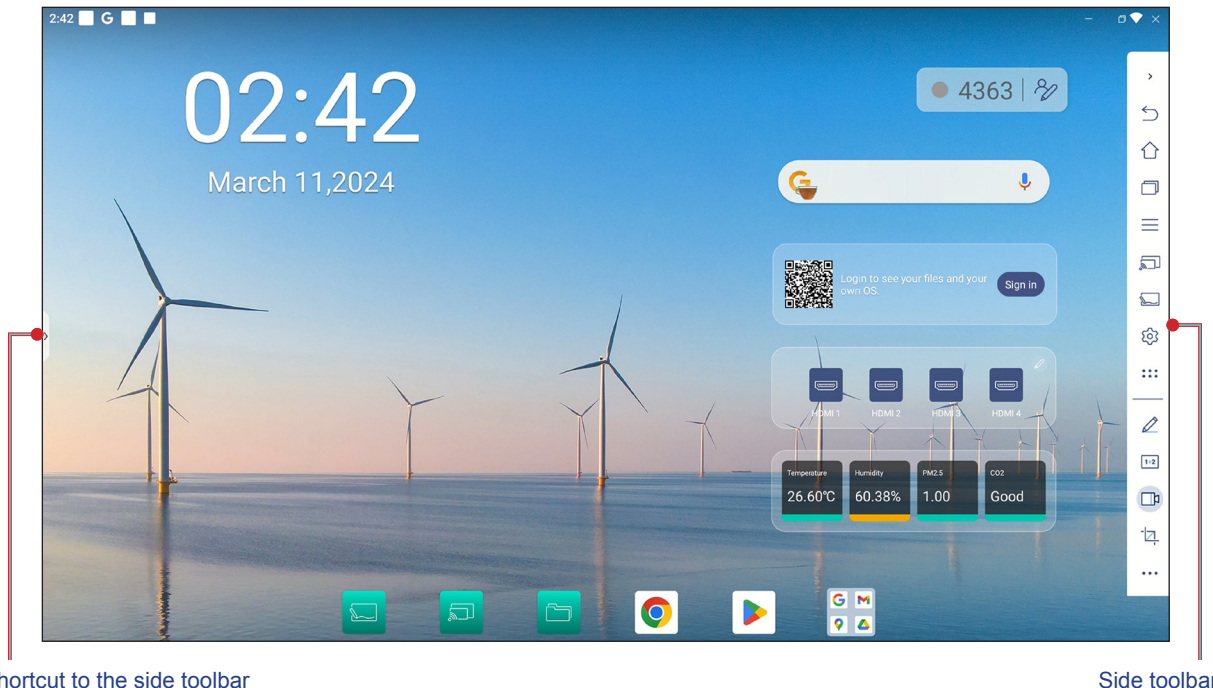 2:42 G
02:42
March 11,2024
4363
Login to see your files and your
own OS.
Sign in
HDMI 1 HDMI 2 HDMI 3 HDMI 4
Temperature Humidity PM2.5 CO2
26.60℃ 60.38% 1.00 Good
1+2
hortcut to the side toolbar
Side toolbar